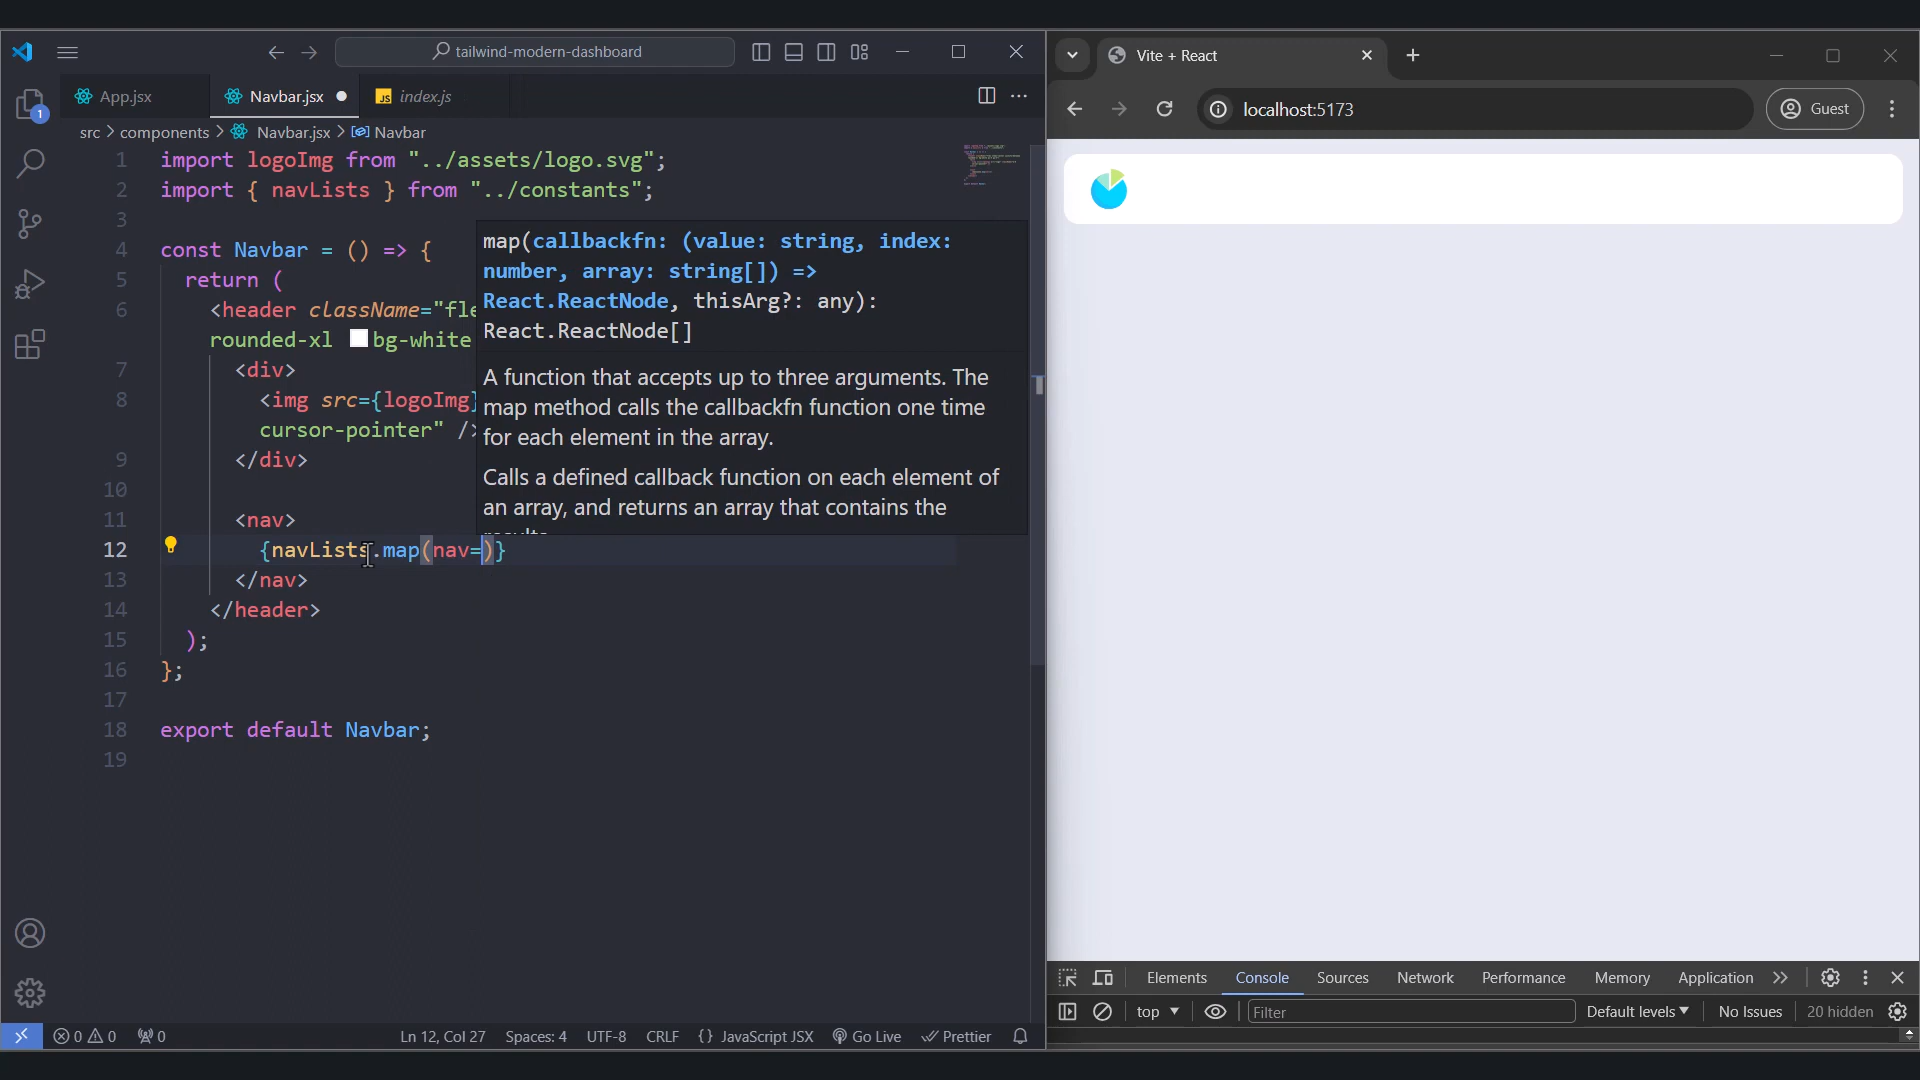 tailwind-modern-dashboard
App.jsx
Navbar.jsx
JS index.js
src > components > Navbar.jsx > Navbar
1 import logoImg from "../assets/logo.svg";
2 import { navLists } from "../constants";
3
4 const Navbar = () => {
5 return (
6 <header className="fle
rounded-xl bg-white
7 <div>
8 <img src={logoImg}
cursor-pointer" />
9 </div>
10
11 <nav>
12 {navLists.map(nav=)}
13 </nav>
14 </header>
15 );
16 };
17
18 export default Navbar;
19
map(callbackfn: (value: string, index:
number, array: string[]) =>
React.ReactNode, thisArg?: any):
React.ReactNode[]
A function that accepts up to three arguments. The
map method calls the callbackfn function one time
for each element in the array.
Calls a defined callback function on each element of
an array, and returns an array that contains the
1
0 0 0
Ln 12, Col 27 Spaces: 4 UTF-8 CRLF {} JavaScript JSX Go Live Prettier
Vite + React
localhost:5173
Guest
Elements Console Sources Network Performance Memory Application
top Filter Default levels No Issues 20 hidden